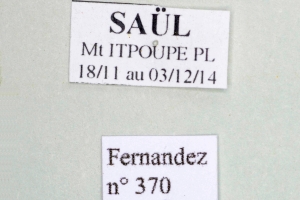 SAÜL
Mt ITPOUPE PL
18/11 au 03/12/14
Fernandez
n° 370